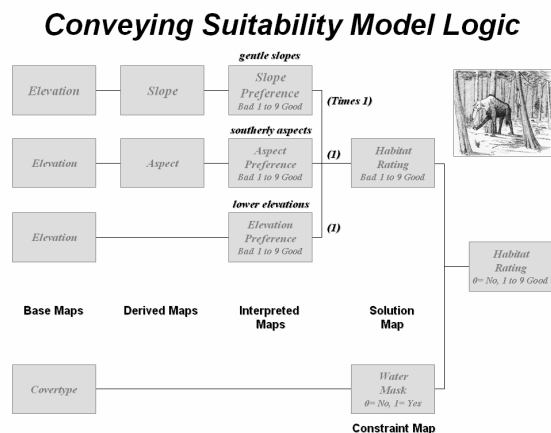 Conveying Suitability Model Logic
gentle slopes
Elevation
Slope
Slope
Preference
Bad 1 to 9 Good
(Times 1)
southerly aspects
Elevation
Aspect
Aspect
Preference
Bad 1 to 9 Good
(1)
Habitat
Rating
Bad 1 to 9 Good
lower elevations
Elevation
Elevation
Preference
Bad 1 to 9 Good
(1)
Habitat
Rating
0= No, 1 to 9 Good
Base Maps
Derived Maps
Interpreted
Maps
Solution
Map
Covertype
Water
Mask
0= No, 1= Yes
Constraint Map